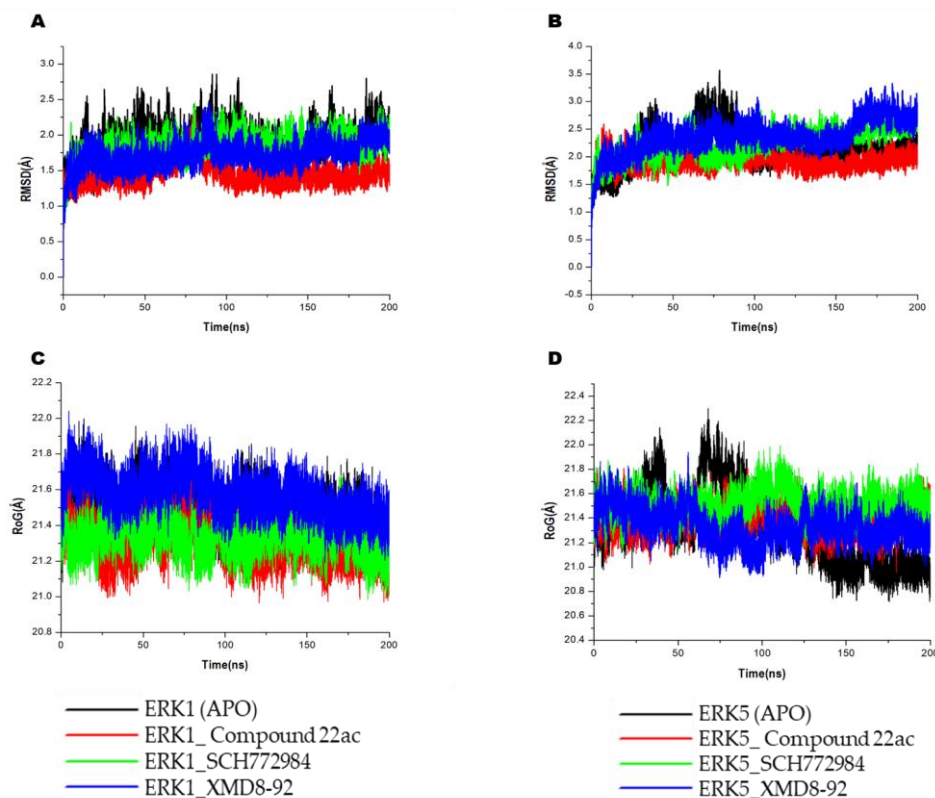 A
3.0
2.5
2.0
1.5
1.0
0.5
0.0
RMSD(Å)
0
50
100
150
200
Time(ns)
B
4.0
3.5
3.0
2.5
2.0
1.5
1.0
0.5
0.0
-0.5
RMSD(Å)
0
50
100
150
200
Time(ns)
C
22.2
22.0
21.8
21.6
21.4
21.2
21.0
20.8
RoG(Å)
0
50
100
150
200
Time(ns)
D
22.4
22.2
22.0
21.8
21.6
21.4
21.2
21.0
20.8
20.6
20.4
RoG(Å)
0
50
100
150
200
Time(ns)
ERK1 (APO)
ERK1_ Compound 22ac
ERK1_SCH772984
ERK1_XMD8-92
ERK5 (APO)
ERK5_ Compound 22ac
ERK5_SCH772984
ERK5_XMD8-92